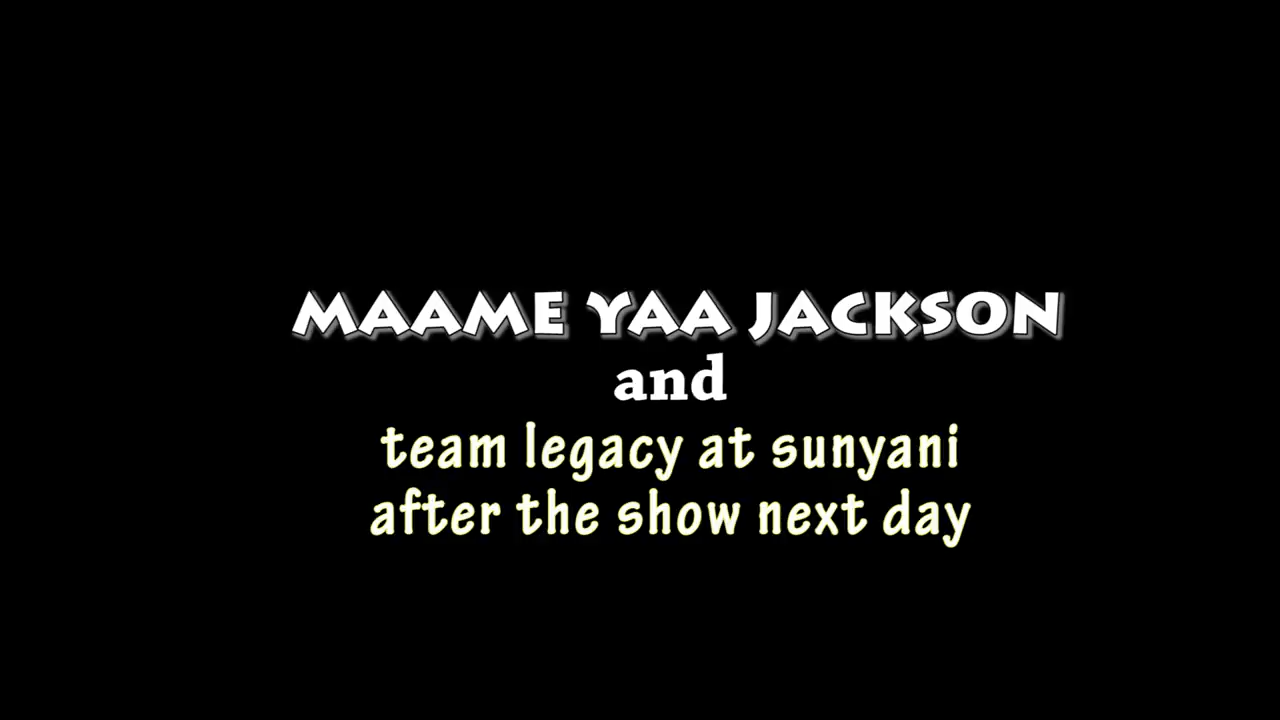 MAAME YAA JACKSON
and
team legacy at sunyani
after the show next day